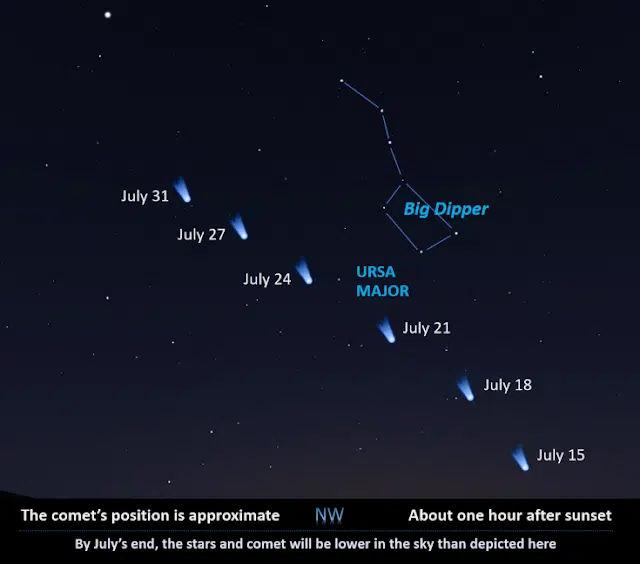 Big Dipper
July 31
July 27
July 24
URSA
MAJOR
July 21
July 18
July 15
The comet's position is approximate NW About one hour after sunset
By July's end, the stars and comet will be lower in the sky than depicted here